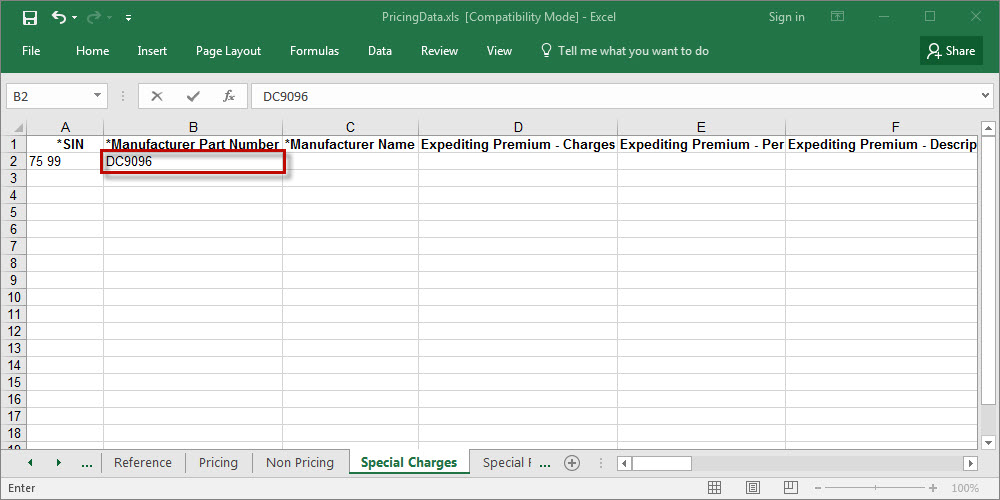 PricingData.xls [Compatibility Mode] - Excel
Sign in
File Home Insert Page Layout Formulas Data Review View Tell me what you want to do Share
B2 fx DC9096
A B C D E F
1 *SIN *Manufacturer Part Number *Manufacturer Name Expediting Premium - Charges Expediting Premium - Per Expediting Premium - Descrip
2 75 99 DC9096
3
4
5
6
7
8
9
10
11
12
13
14
15
16
17
18
... Reference Pricing Non Pricing Special Charges Special ...
Enter 100%